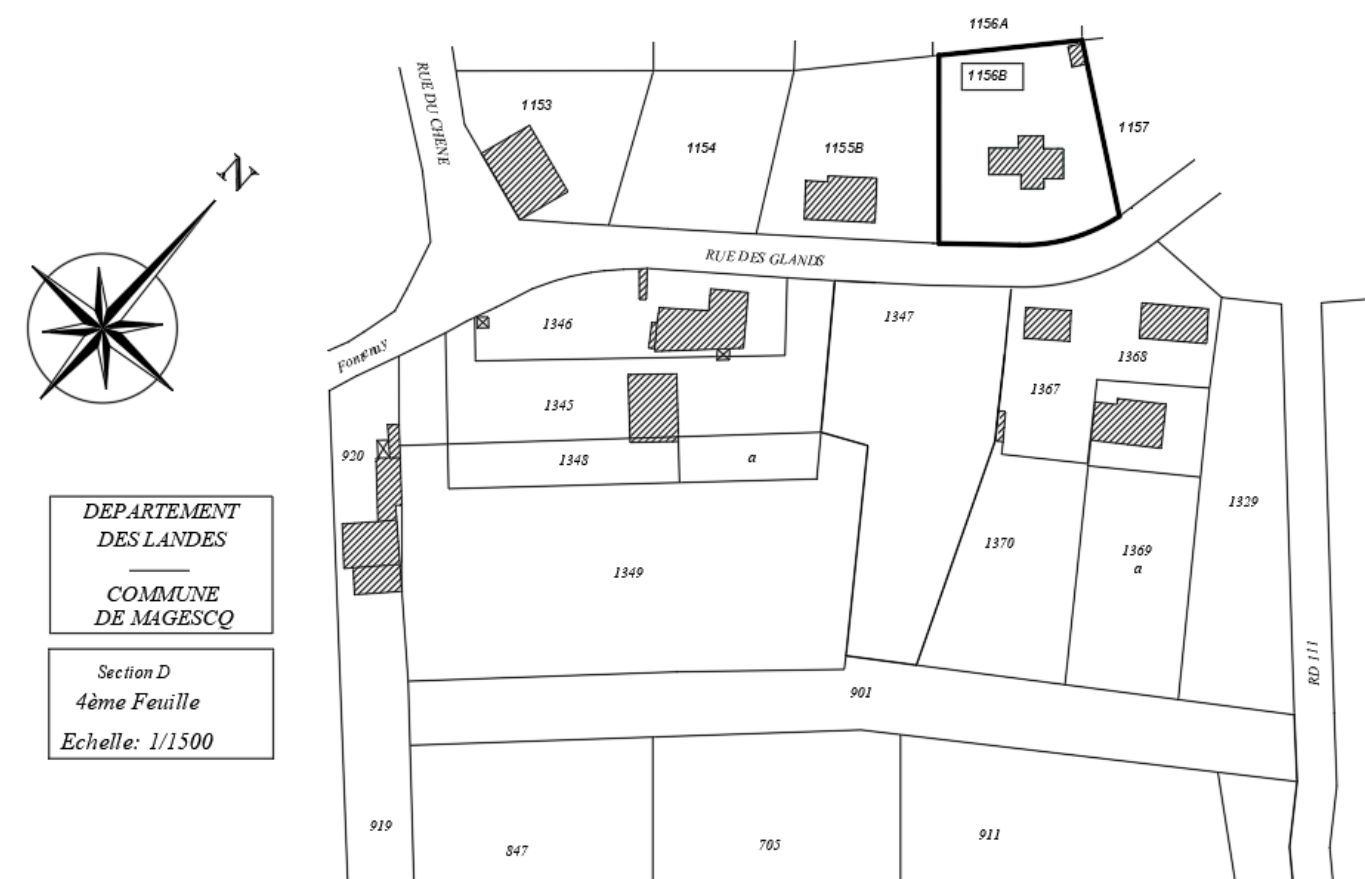 1156A
1156B
1153
1154
1155B
1157
RUE DU CHENE
N
RUE DES GLANDS
1346
1347
1368
1367
1345
920
1348
a
1329
1370
1369
a
1349
DEPARTEMENT
DES LANDES
COMMUNE
DE MAGESCQ
Section D
4ème Feuille
Echelle: 1/1500
901
RD 111
919
847
705
911